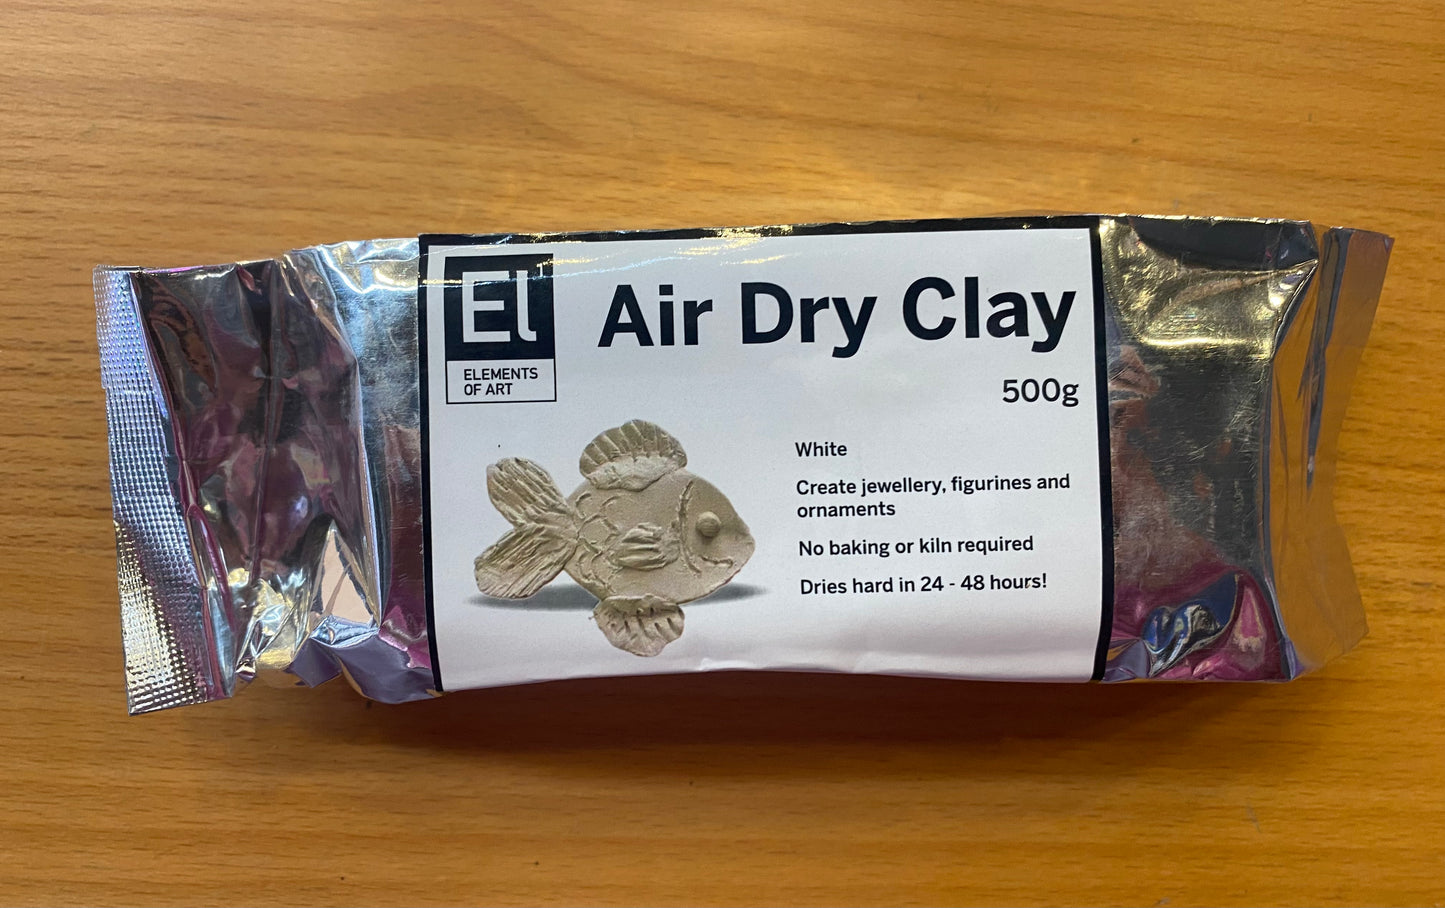 El
ELEMENTS
OF ART
Air Dry Clay
500g
White
Create jewellery, figurines and
ornaments
No baking or kiln required
Dries hard in 24 - 48 hours!